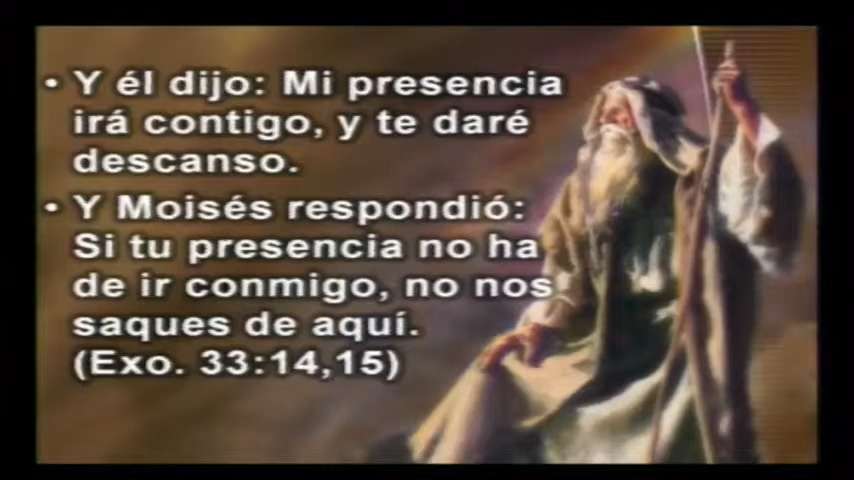 • Y él dijo: Mi presencia
irá contigo, y te daré
descanso.
• Y Moisés respondió:
Si tu presencia no ha
de ir conmigo, no nos
saques de aquí.
(Exo. 33:14,15)